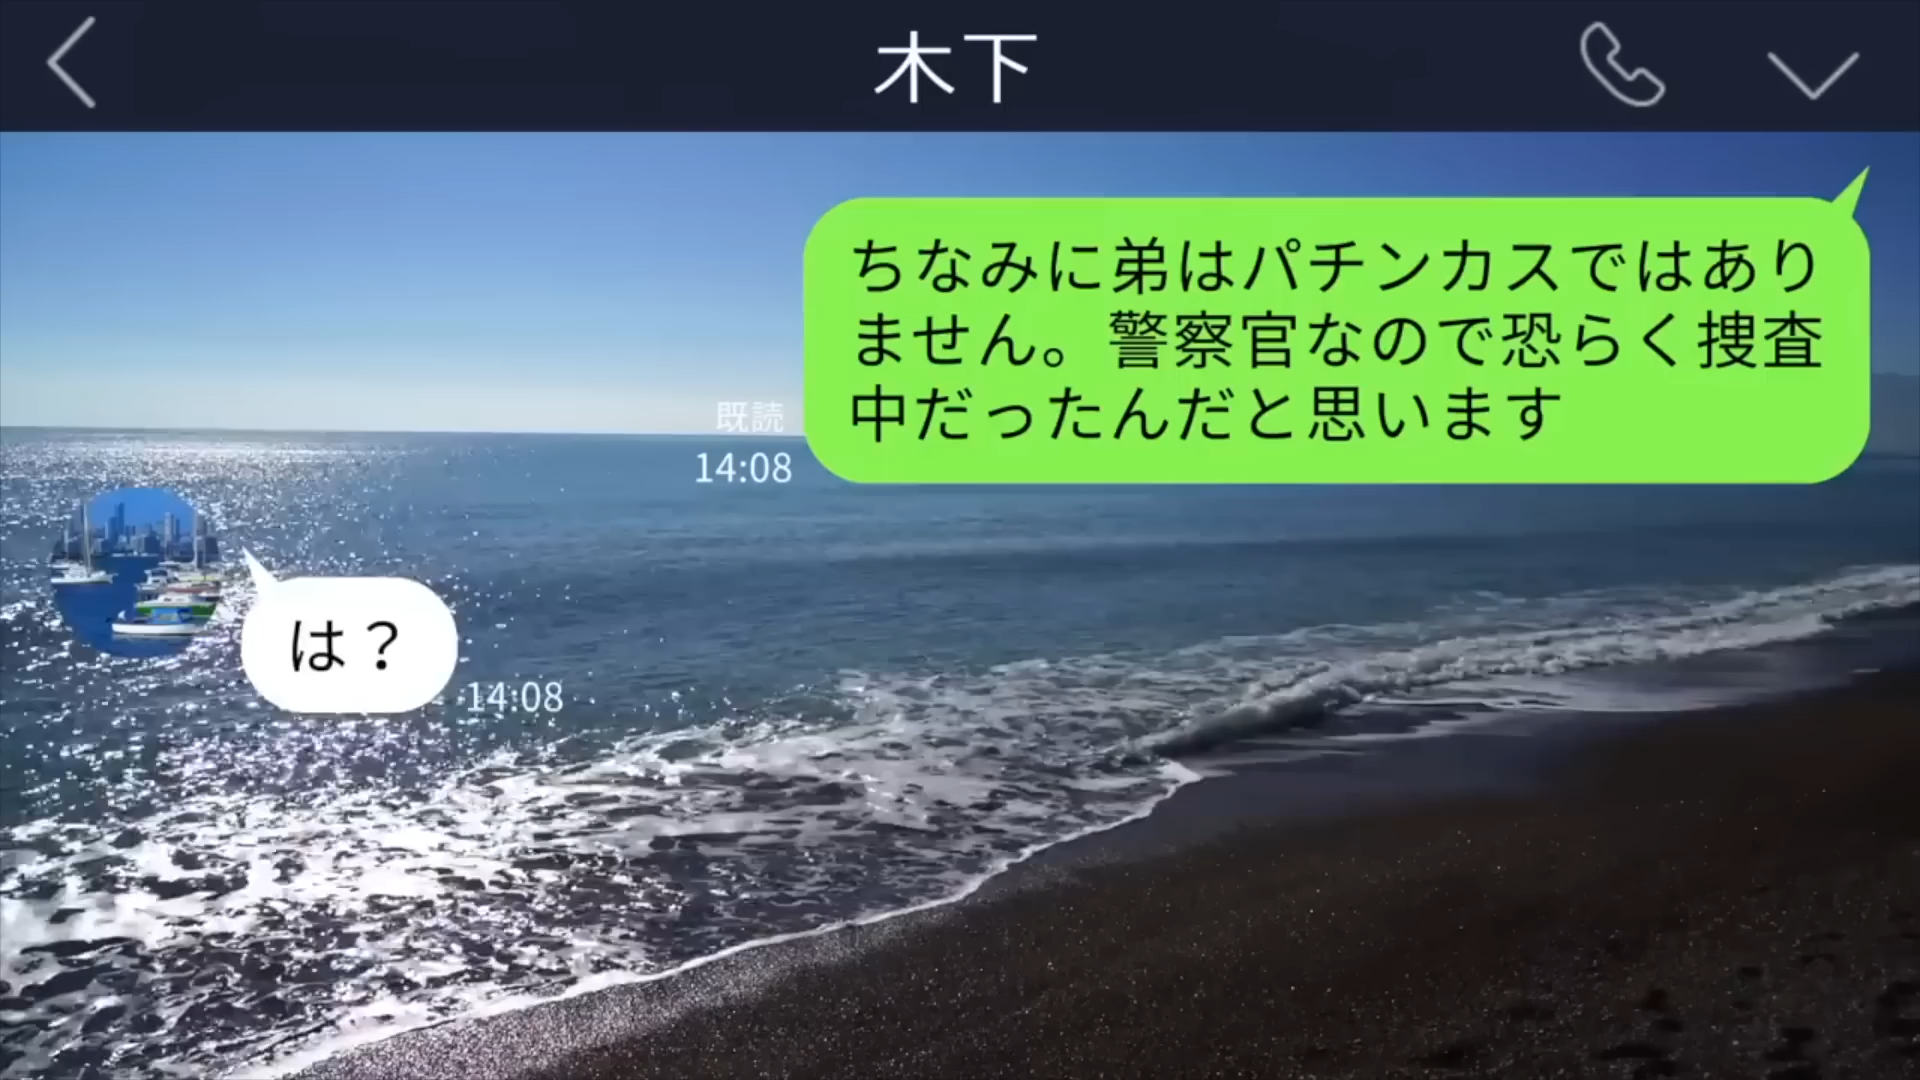 木下
ちなみに弟はパチンカスではあり
ません。警察官なので恐らく捜査
中だったんだと思います
既読
14:08
は？
14:08